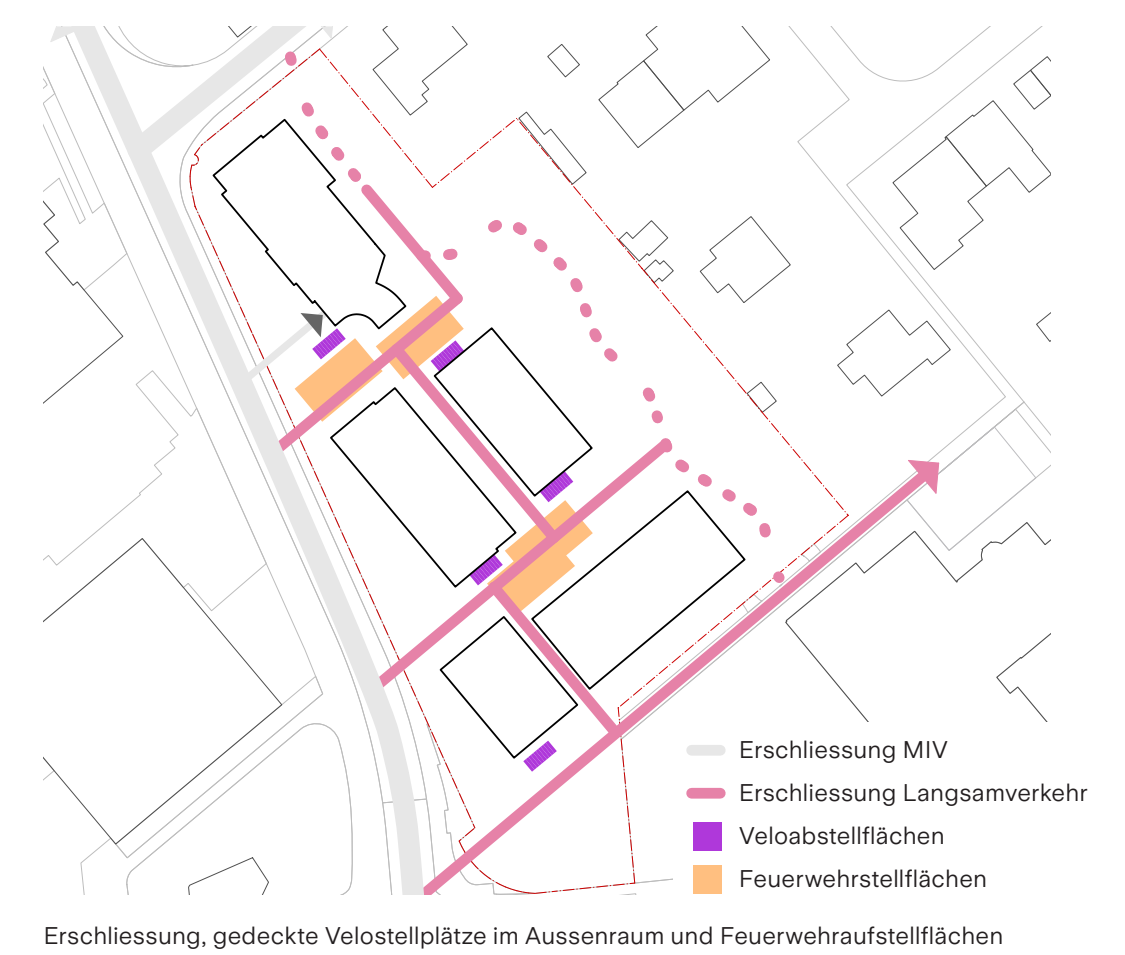 Erschliessung MIV
Erschliessung Langsamverkehr
Veloabstellflächen
Feuerwehrstellflächen
Erschliessung, gedeckte Velostellplätze im Aussenraum und Feuerwehraufstellflächen